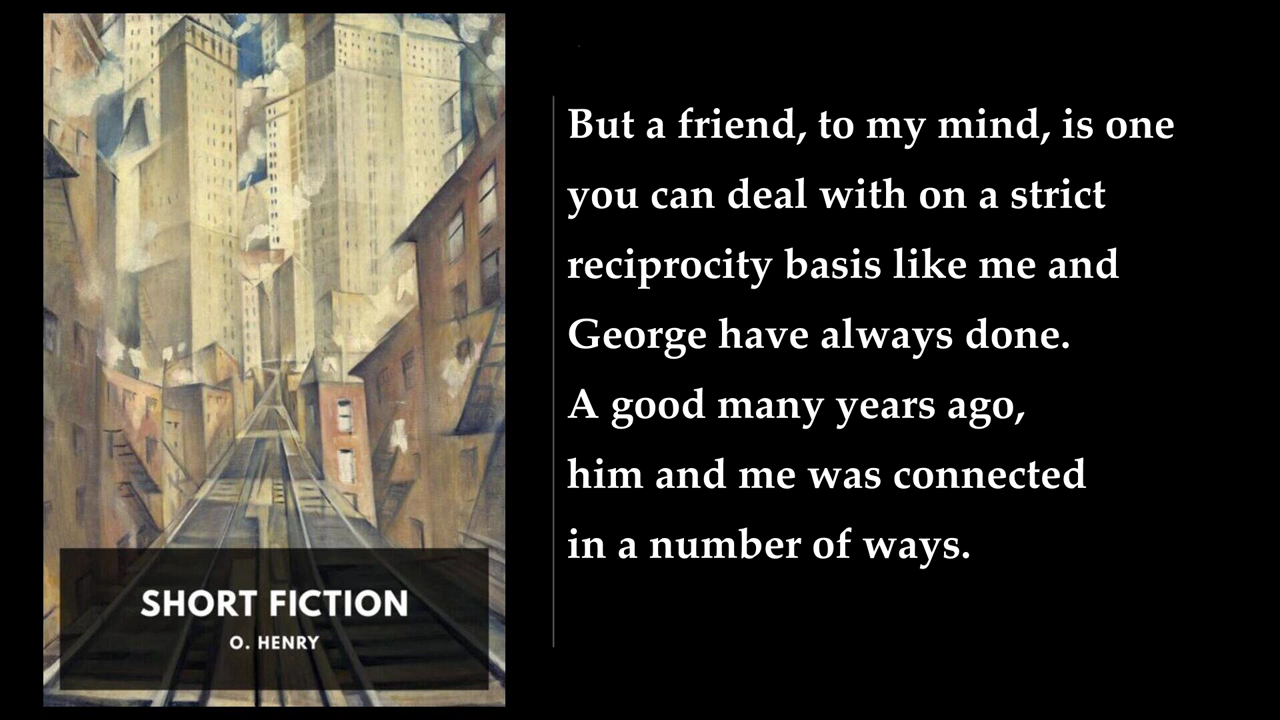 SHORT FICTION
O. HENRY
But a friend, to my mind, is one
you can deal with on a strict
reciprocity basis like me and
George have always done.
A good many years ago,
him and me was connected
in a number of ways.